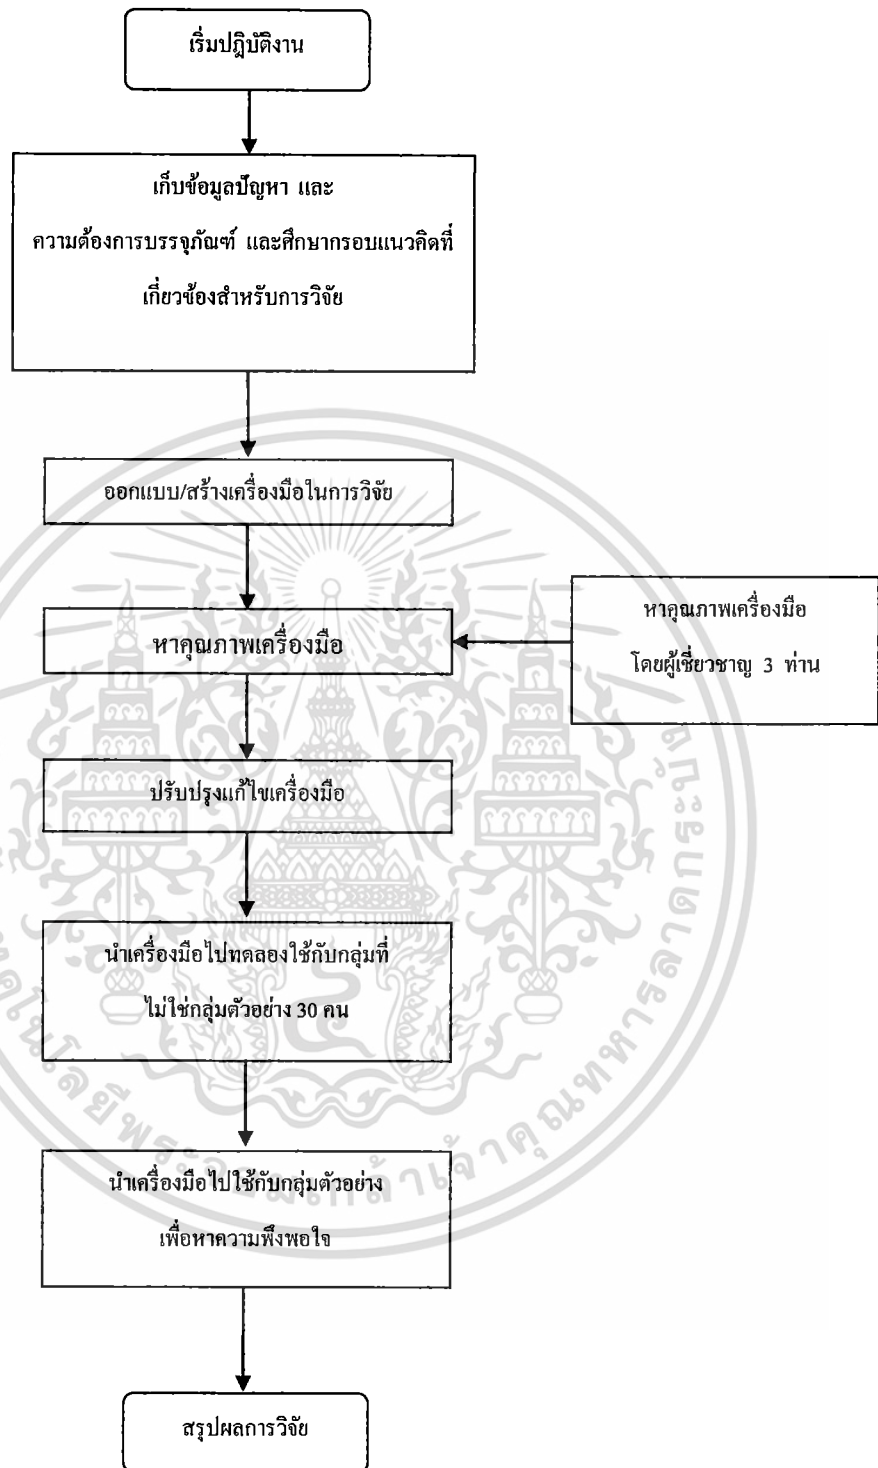 เริ่มปฏิบัติงาน
เก็บข้อมูลปัญหา และ
ความต้องการบรรจุภัณฑ์ และศึกษากรอบแนวคิดที่
เกี่ยวข้องสำหรับการวิจัย
ออกแบบ/สร้างเครื่องมือในการวิจัย
หาคุณภาพเครื่องมือ
หาคุณภาพเครื่องมือ
โดยผู้เชี่ยวชาญ 3 ท่าน
ปรับปรุงแก้ไขเครื่องมือ
นำเครื่องมือไปทดลองใช้กับกลุ่มที่
ไม่ใช่กลุ่มตัวอย่าง 30 คน
นำเครื่องมือไปใช้กับกลุ่มตัวอย่าง
เพื่อหาความพึงพอใจ
สรุปผลการวิจัย